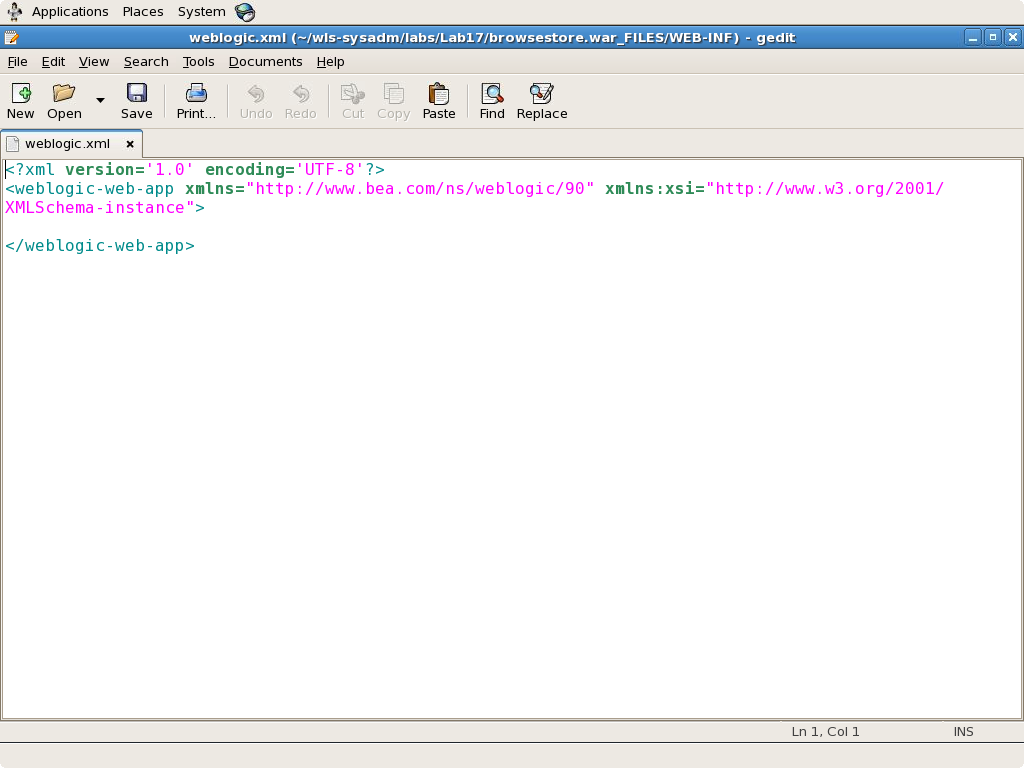 Applications Places System
weblogic.xml (~/wls-sysadm/labs/Lab17/browsestore.war_FILES/WEB-INF) - gedit
File Edit View Search Tools Documents Help
New Open Save Print... Undo Redo Cut Copy Paste Find Replace
weblogic.xml
<?xml version='1.0' encoding='UTF-8'?>
<weblogic-web-app xmlns="http://www.bea.com/ns/weblogic/90" xmlns:xsi="http://www.w3.org/2001/
XMLSchema-instance">
</weblogic-web-app>
Ln 1, Col 1 INS